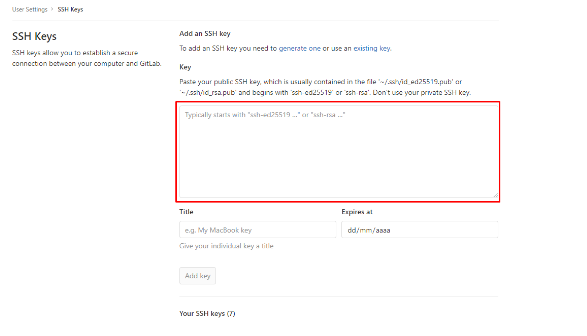 User Settings > SSH Keys
SSH Keys
SSH keys allow you to establish a secure
connection between your computer and GitLab.
Add an SSH key
To add an SSH key you need to generate one or use an existing key.
Key
Paste your public SSH key, which is usually contained in the file '~/.ssh/id_ed25519.pub' or
'~/.ssh/id_rsa.pub' and begins with 'ssh-ed25519' or 'ssh-rsa'. Don't use your private SSH key.
Typically starts with "ssh-ed25519 ..." or "ssh-rsa ..."
Title
Expires at
e.g. My MacBook key
dd/mm/aaaa
Give your individual key a title
Add key
Your SSH keys (7)